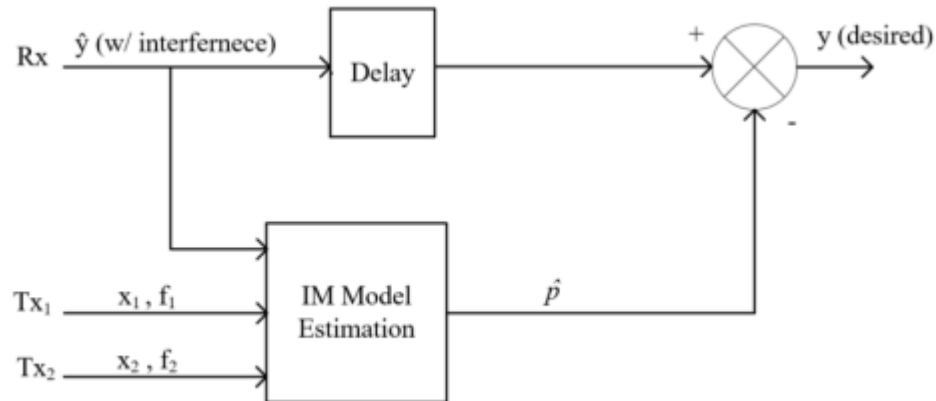 Rx
ŷ (w/ interfernece)
Delay
+
y (desired)
-
Tx₁
x₁ , f₁
IM Model
Estimation
p̂
Tx₂
x₂ , f₂